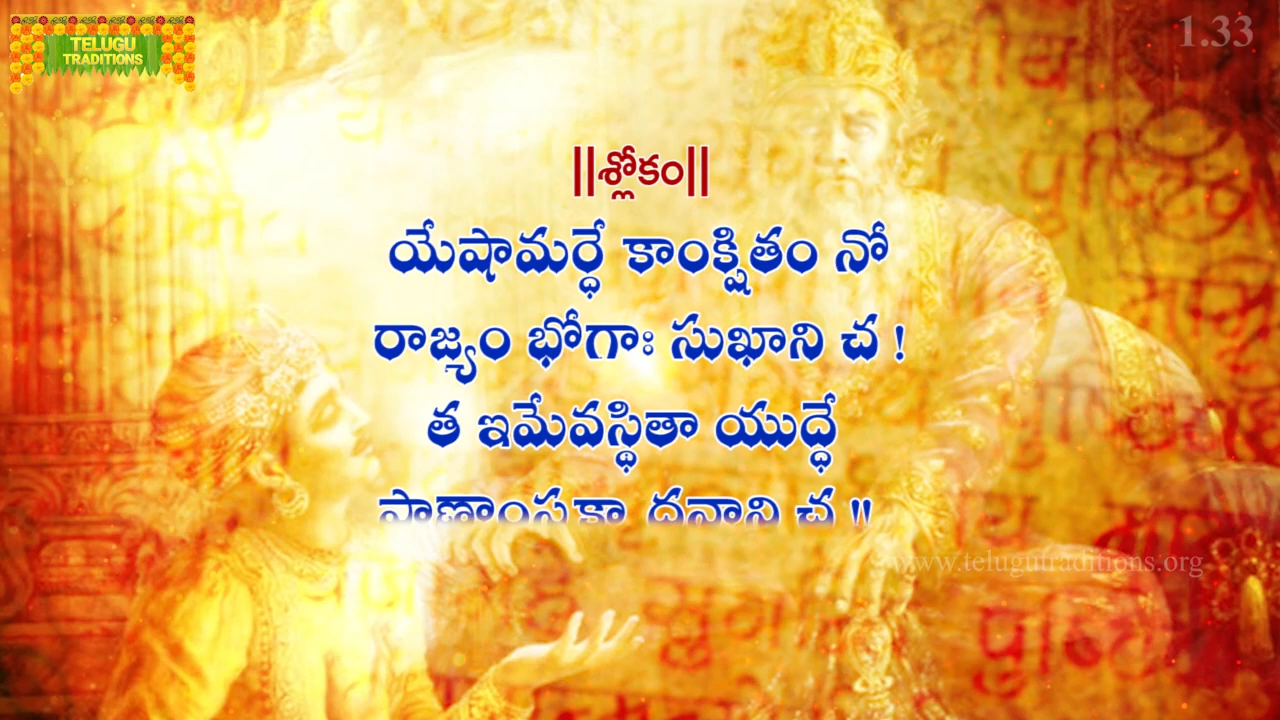 TELUGU
TRADITIONS
1.33
||శ్లోకం||
యేషామర్ధే కాంక్షితం నో
రాజ్యం భోగాః సుఖాని చ !
త ఇమేవస్థితా యుద్ధే
చ !!
www.telugutraditions.org